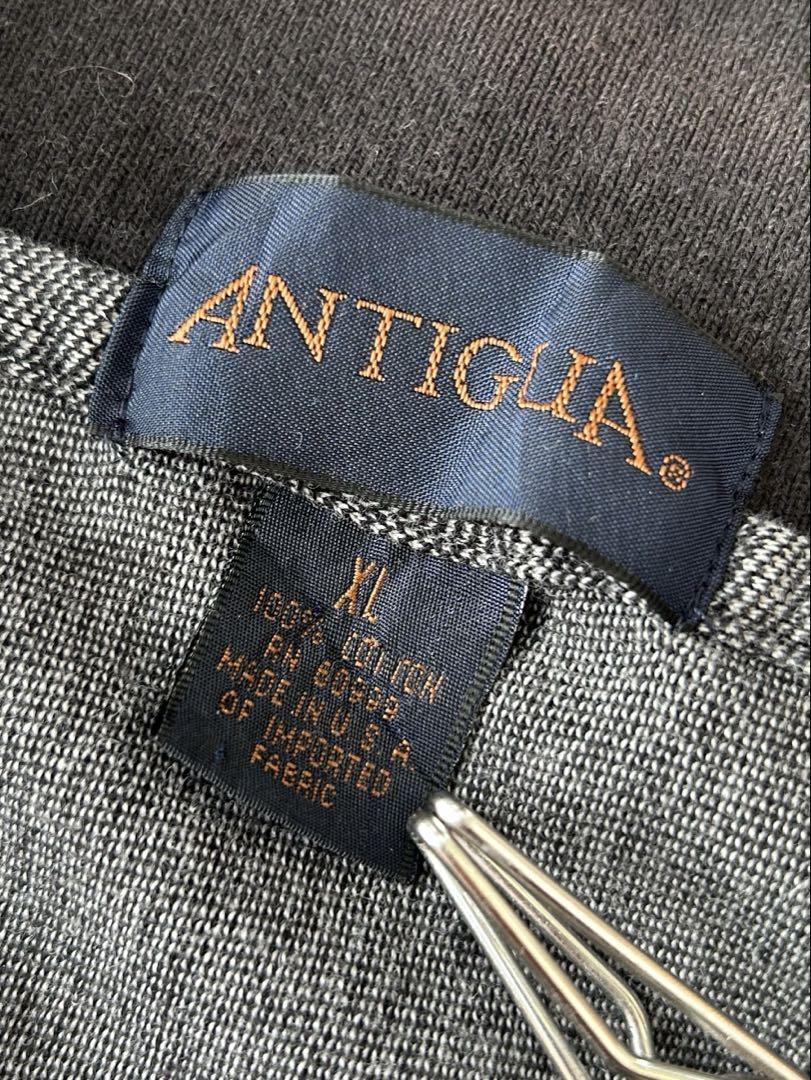 ANTIGUA®
XL
100% COTTON
RN 60999
MADE IN U.S.A.
OF IMPORTED
FABRIC